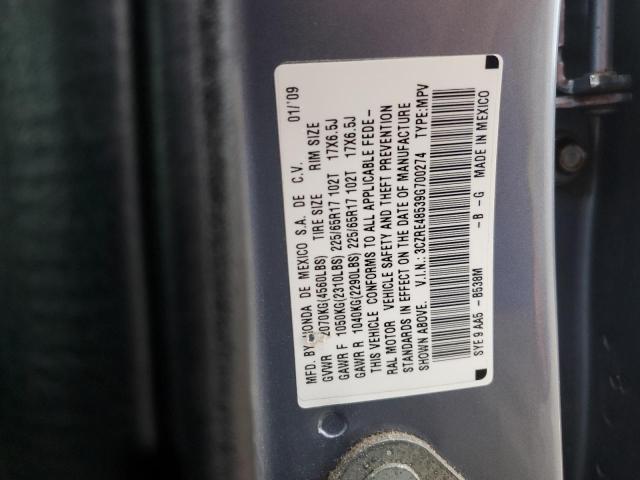 MFD. BY HONDA DE MEXICO S.A. DE C.V. 01/'09
GVWR 2070KG(4560LBS) TIRE SIZE RIM SIZE
GAWR F 1050KG(2310LBS) 225/65R17 102T 17X6.5J
GAWR R 1040KG(2290LBS) 225/65R17 102T 17X6.5J
THIS VEHICLE CONFORMS TO ALL APPLICABLE FEDE-
RAL MOTOR VEHICLE SAFETY AND THEFT PREVENTION
STANDARDS IN EFFECT ON THE DATE OF MANUFACTURE
SHOWN ABOVE. V.I.N.: 3CZRE48539G700274 TYPE:MPV
SYE 9 AA5 - B538M - B - G MADE IN MEXICO